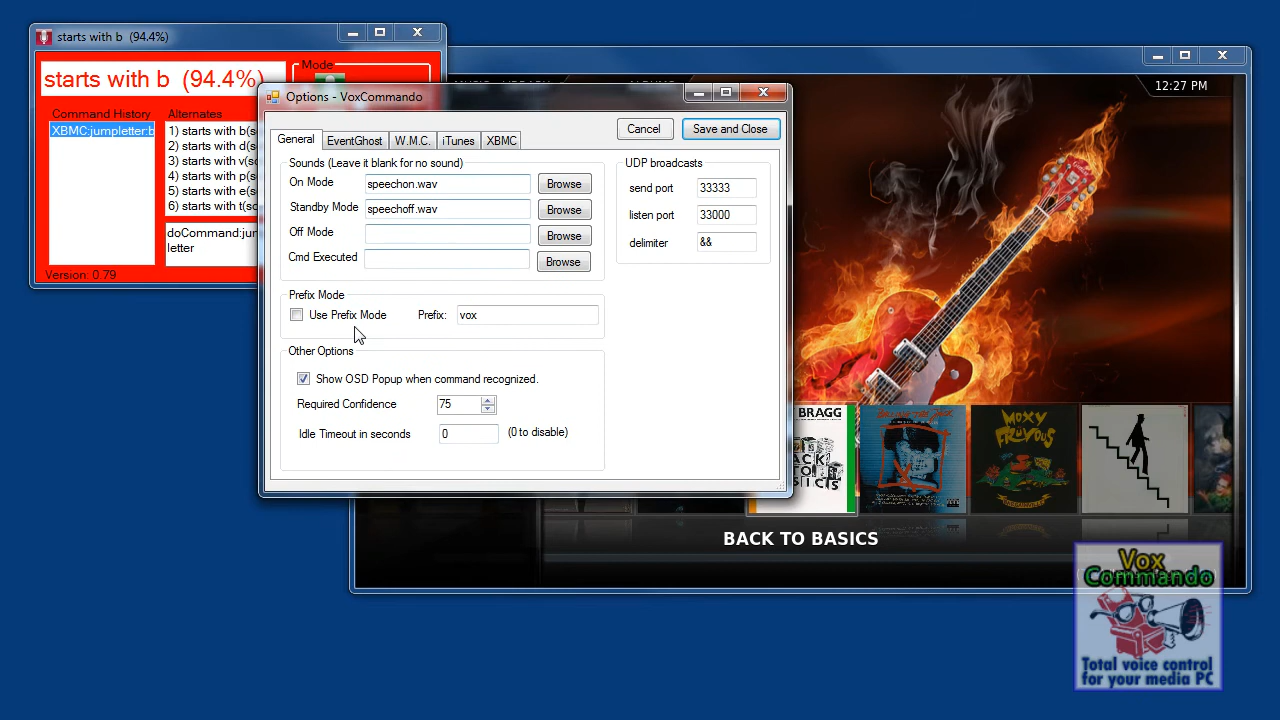 starts with b (94.4%)
starts with b (94.4%)
Mode
Command History
Alternates
XBMC:jumpletter:b
1) starts with b(s
2) starts with d(s
3) starts with v(sc
4) starts with p(s
5) starts with e(s
6) starts with t(sc
doCommand:jun
letter
Version: 0.79
12:27 PM
Options - VoxCommando
Cancel
Save and Close
General
EventGhost
W.M.C.
iTunes
XBMC
Sounds (Leave it blank for no sound)
On Mode
speechon.wav
Browse
Standby Mode
speechoff.wav
Browse
Off Mode
Browse
Cmd Executed
Browse
UDP broadcasts
send port
33333
listen port
33000
delimiter
&&
Prefix Mode
Use Prefix Mode
Prefix:
vox
Other Options
Show OSD Popup when command recognized.
Required Confidence
75
Idle Timeout in seconds
0
(0 to disable)
BRAGG
MOXY
FRÜVOUS
BACK TO BASICS
Vox
Commando
Total voice control
for your media PC